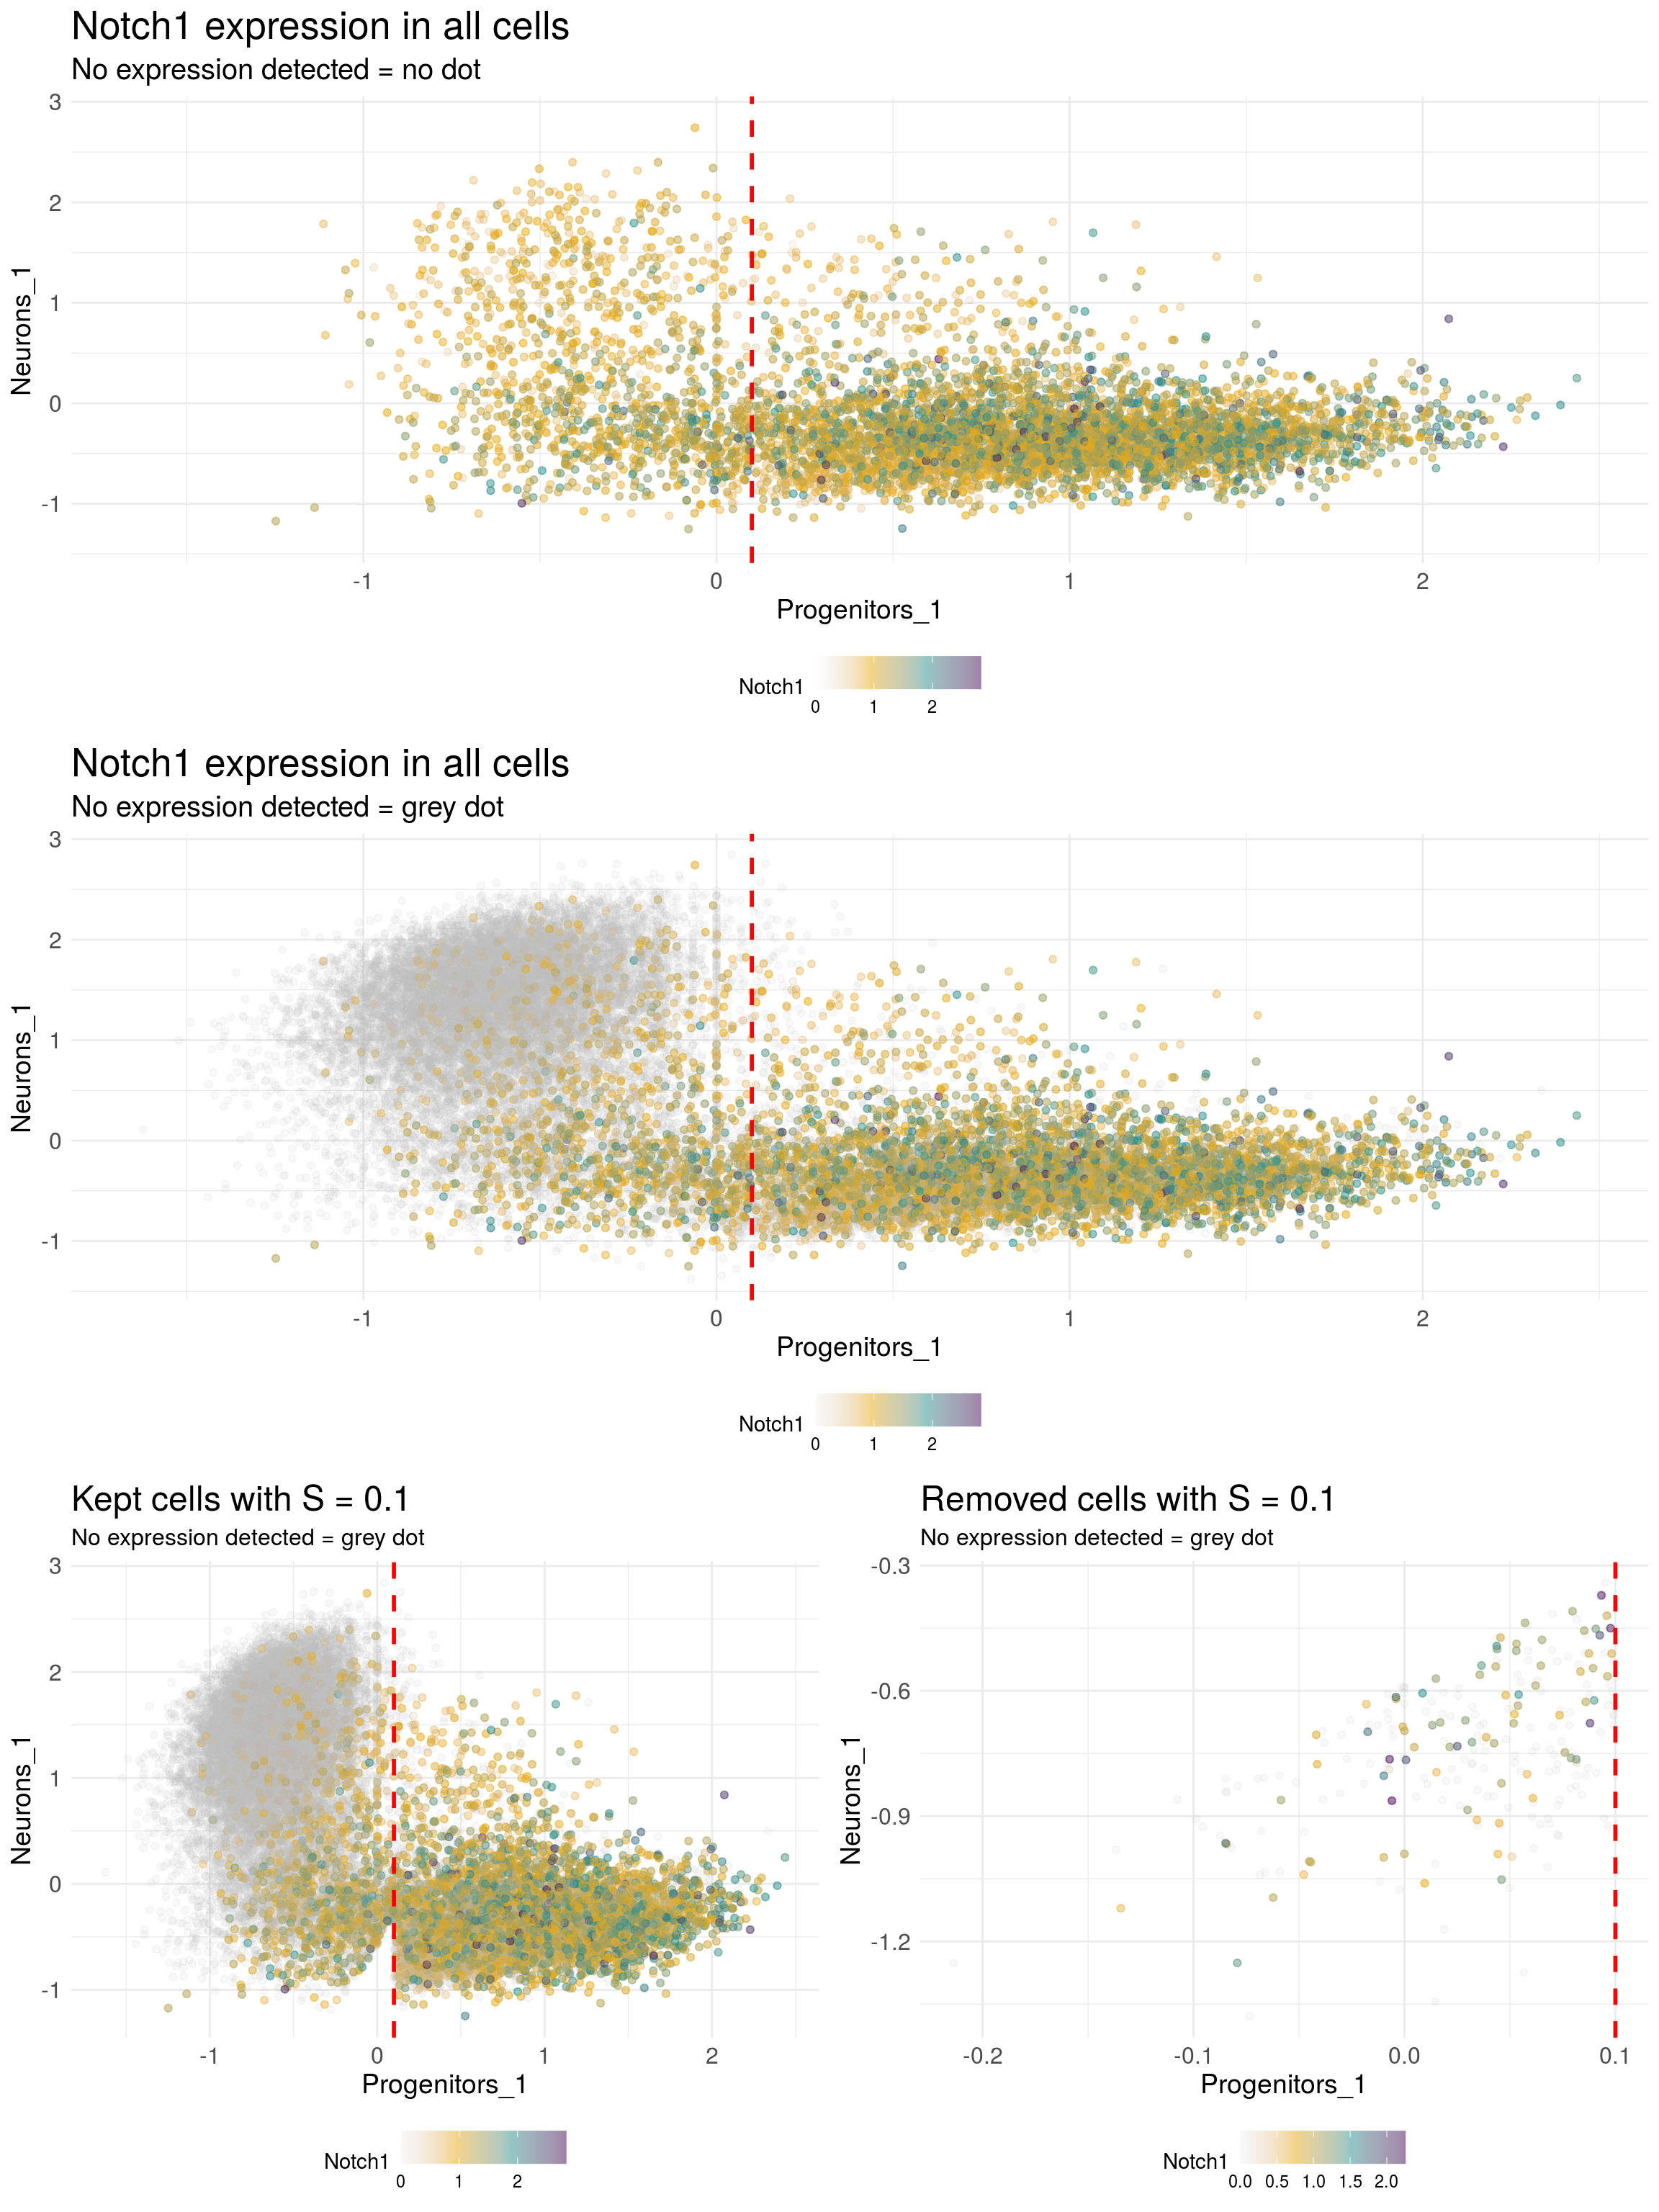 Notch1 expression in all cells
No expression detected = no dot
3
2
1
0
-1
Neurons_1
-1 0 1 2
Progenitors_1
Notch1
0 1 2
Notch1 expression in all cells
No expression detected = grey dot
3
2
1
0
-1
Neurons_1
-1 0 1 2
Progenitors_1
Notch1
0 1 2
Kept cells with S = 0.1
No expression detected = grey dot
3
2
1
0
-1
Neurons_1
-1 0 1 2
Progenitors_1
Notch1
0 1 2
Removed cells with S = 0.1
No expression detected = grey dot
-0.3
-0.6
-0.9
-1.2
Neurons_1
-0.2 -0.1 0.0 0.1
Progenitors_1
Notch1
0.0 0.5 1.0 1.5 2.0